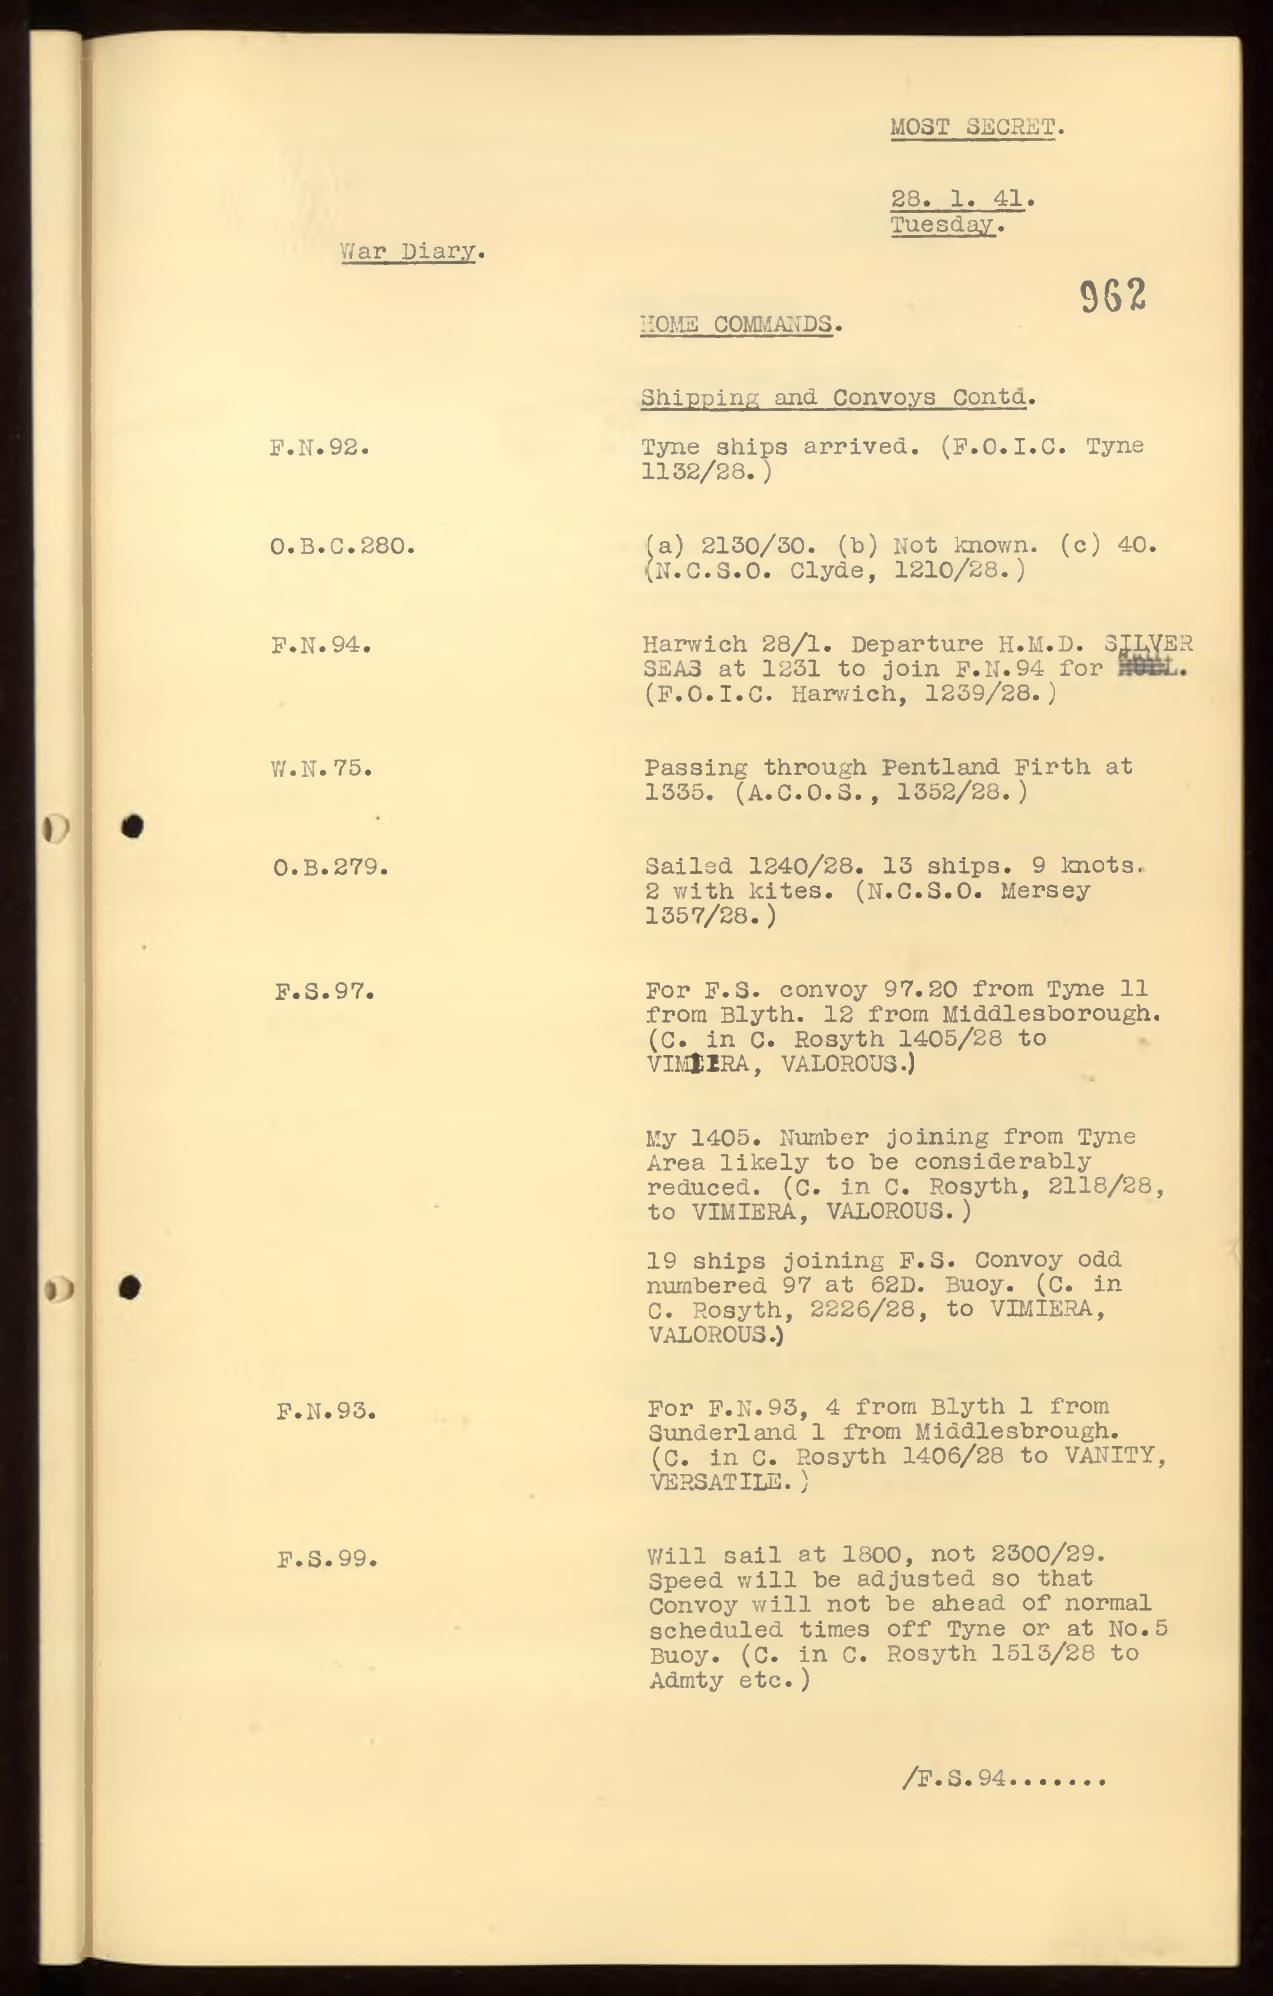 MOST SECRET.
28. 1. 41.
Tuesday.
War Diary.
962
HOME COMMANDS.
Shipping and Convoys Contd.
F.N.92.
Tyne ships arrived. (F.O.I.C. Tyne
1132/28.)
O.B.C.280.
(a) 2130/30. (b) Not known. (c) 40.
(N.C.S.O. Clyde, 1210/28.)
F.N.94.
Harwich 28/1. Departure H.M.D. SILVER
SEAS at 1231 to join F.N.94 for
(F.O.I.C. Harwich, 1239/28.)
W.N.75.
Passing through Pentland Firth at
1335. (A.C.O.S., 1352/28.)
O.B.279.
Sailed 1240/28. 13 ships. 9 knots.
2 with kites. (N.C.S.O. Mersey
1357/28.)
F.S.97.
For F.S. convoy 97.20 from Tyne 11
from Blyth. 12 from Middlesborough.
(C. in C. Rosyth 1405/28 to
VIMIERA, VALOROUS.)
My 1405. Number joining from Tyne
Area likely to be considerably
reduced. (C. in C. Rosyth, 2118/28,
to VIMIERA, VALOROUS.)
19 ships joining F.S. Convoy odd
numbered 97 at 62D. Buoy. (C. in
C. Rosyth, 2226/28, to VIMIERA,
VALOROUS.)
F.N.93.
For F.N.93, 4 from Blyth 1 from
Sunderland 1 from Middlesbrough.
(C. in C. Rosyth 1406/28 to VANITY,
VERSATILE.)
F.S.99.
Will sail at 1800, not 2300/29.
Speed will be adjusted so that
Convoy will not be ahead of normal
scheduled times off Tyne or at No.5
Buoy. (C. in C. Rosyth 1513/28 to
Admty etc.)
/F.S.94.......